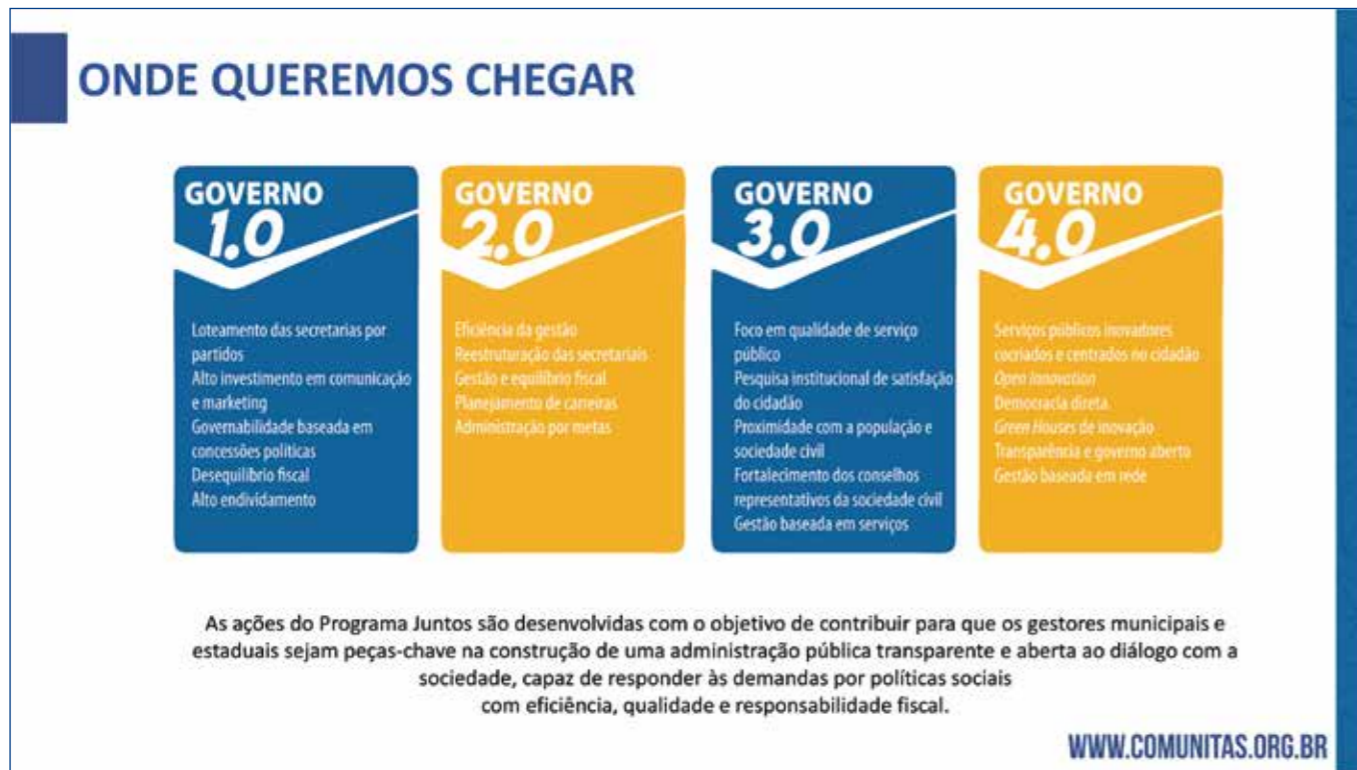 ONDE QUEREMOS CHEGAR
GOVERNO
1.0
Loteamento das secretarias por
partidos
Alto investimento em comunicação
e marketing
Governabilidade baseada em
concessões políticas
Desequilíbrio fiscal
Alto endividamento
GOVERNO
2.0
Eficiência da gestão
Reestruturação das secretariais
Gestão e equilíbrio fiscal
Planejamento de carreiras
Administração por metas
GOVERNO
3.0
Foco em qualidade de serviço
público
Pesquisa institucional de satisfação
do cidadão
Proximidade com a população e
sociedade civil
Fortalecimento dos conselhos
representativos da sociedade civil
Gestão baseada em serviços
GOVERNO
4.0
Serviços públicos inovadores
cocriados e centrados no cidadão
Open Innovation
Democracia direta
Green Houses de inovação
Transparência e governo aberto
Gestão baseada em rede
As ações do Programa Juntos são desenvolvidas com o objetivo de contribuir para que os gestores municipais e
estaduais sejam peças-chave na construção de uma administração pública transparente e aberta ao diálogo com a
sociedade, capaz de responder às demandas por políticas sociais
com eficiência, qualidade e responsabilidade fiscal.
WWW.COMUNITAS.ORG.BR